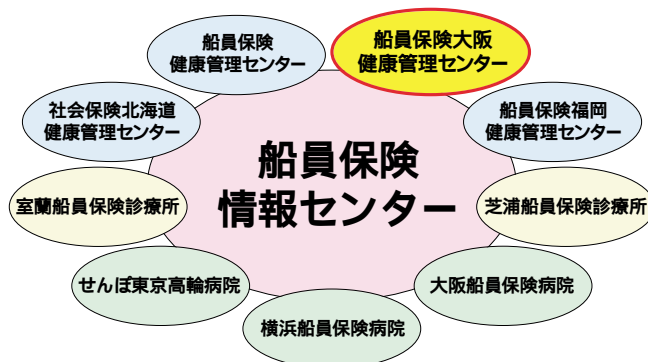 船員保険
健康管理センター
船員保険大阪
健康管理センター
社会保険北海道
健康管理センター
船員保険福岡
健康管理センター
船員保険
情報センター
室蘭船員保険診療所
芝浦船員保険診療所
せんぽ東京高輪病院
大阪船員保険病院
横浜船員保険病院